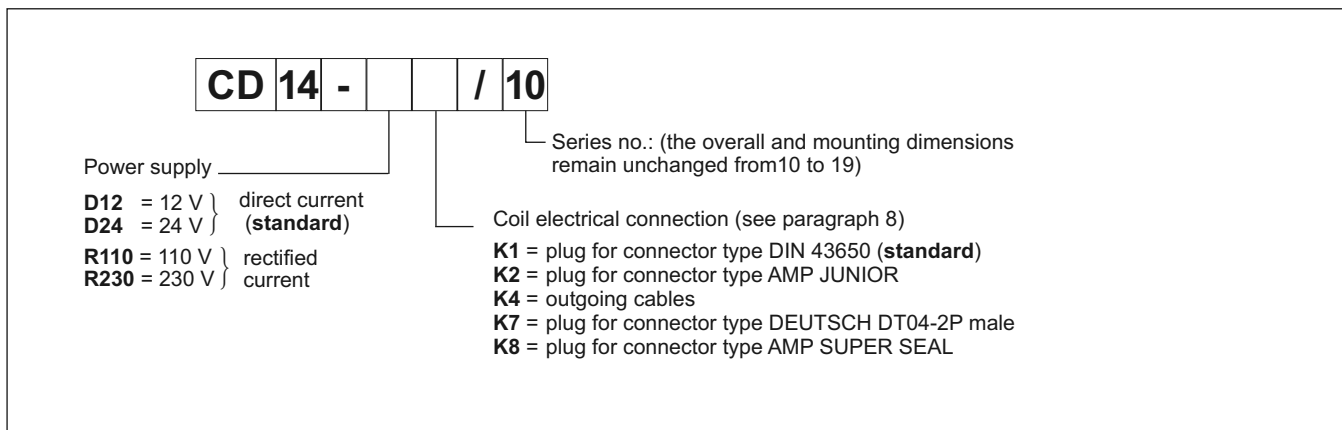 CD 14 - / 10
Series no.: (the overall and mounting dimensions
remain unchanged from10 to 19)
Power supply
D12 = 12 V direct current
D24 = 24 V (standard)
R110 = 110 V rectified
R230 = 230 V current
Coil electrical connection (see paragraph 8)
K1 = plug for connector type DIN 43650 (standard)
K2 = plug for connector type AMP JUNIOR
K4 = outgoing cables
K7 = plug for connector type DEUTSCH DT04-2P male
K8 = plug for connector type AMP SUPER SEAL